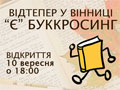 ВІДТЕПЕР У ВІННИЦІ
“Є” БУККРОСИНГ
ВІДКРИТТЯ
10 вересня
о 18:00